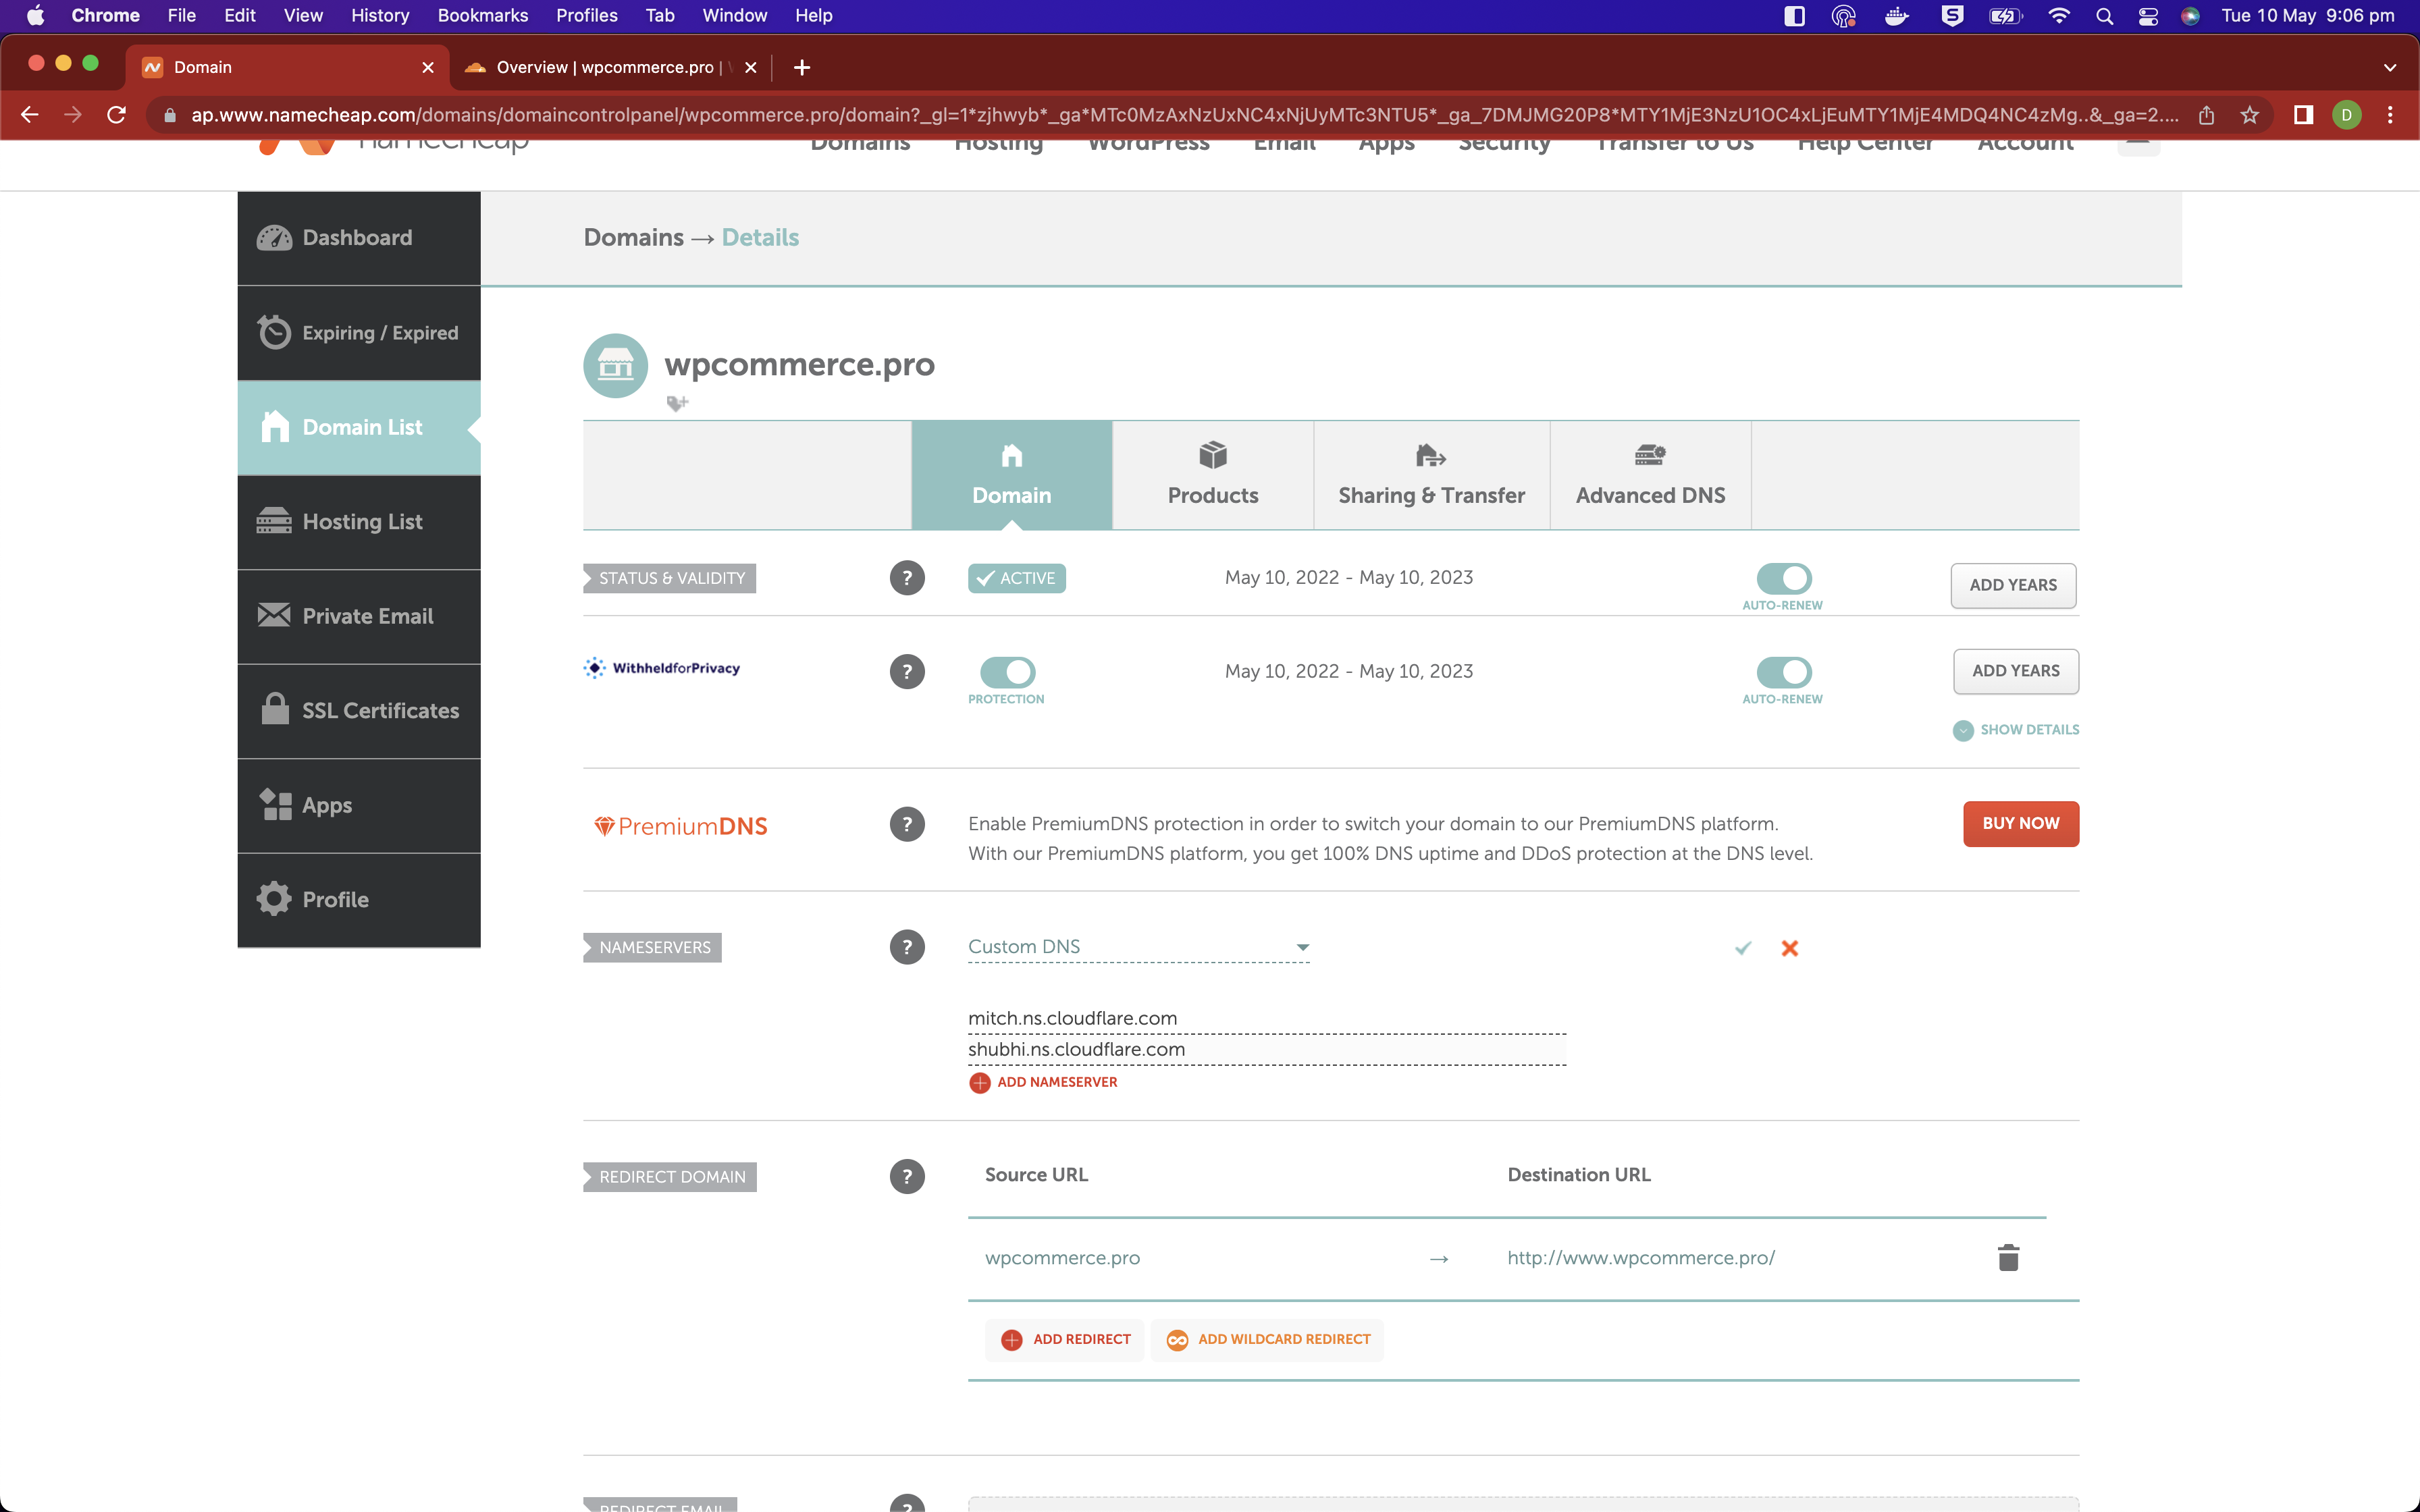 Chrome File Edit View History Bookmarks Profiles Tab Window Help Tue 10 May 9:06 pm
Domain Overview | wpcommerce.pro |
ap.www.namecheap.com/domains/domaincontrolpanel/wpcommerce.pro/domain?_gl=1*zjhwyb*_ga*MTc0MzAxNzUxNC4xNjUyMTc3NTU5*_ga_7DMJMG20P8*MTY1MjE3NzU1OC4xLjEuMTY1MjE4MDQ4NC4zMg..&_ga=2.... D
namecheap Domains Hosting WordPress Email Apps Security Transfer to Us Help Center Account
Dashboard
Expiring / Expired
Domain List
Hosting List
Private Email
SSL Certificates
Apps
Profile
Domains → Details
wpcommerce.pro
Domain Products Sharing & Transfer Advanced DNS
STATUS & VALIDITY ? ACTIVE May 10, 2022 - May 10, 2023 AUTO-RENEW ADD YEARS
WithheldforPrivacy ? PROTECTION May 10, 2022 - May 10, 2023 AUTO-RENEW ADD YEARS
SHOW DETAILS
PremiumDNS ? Enable PremiumDNS protection in order to switch your domain to our PremiumDNS platform. BUY NOW
With our PremiumDNS platform, you get 100% DNS uptime and DDoS protection at the DNS level.
NAMESERVERS ? Custom DNS
mitch.ns.cloudflare.com
shubhi.ns.cloudflare.com
ADD NAMESERVER
REDIRECT DOMAIN ? Source URL Destination URL
wpcommerce.pro → http://www.wpcommerce.pro/
ADD REDIRECT ADD WILDCARD REDIRECT
REDIRECT EMAIL ?